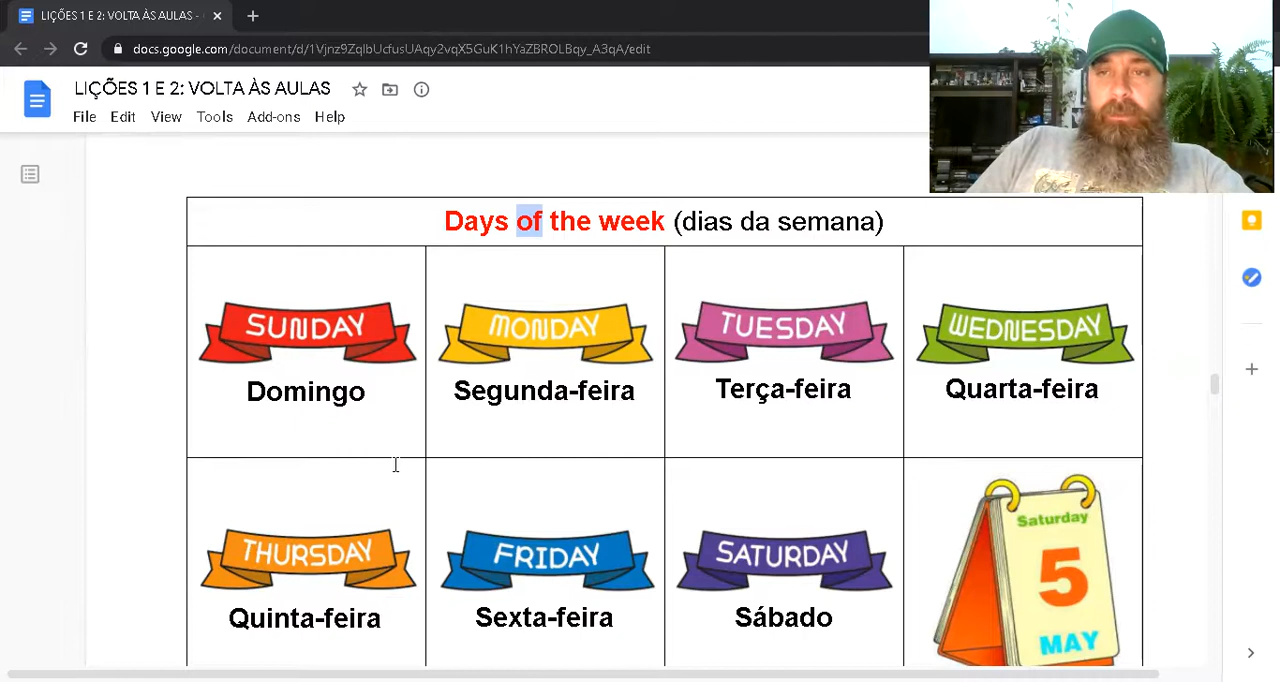 LIÇÕES 1 E 2: VOLTA ÀS AULAS -
docs.google.com/document/d/1Vjnz9ZqIbUcfusUAqy2vqX5GuK1hYaZBROLBqy_A3qA/edit
LIÇÕES 1 E 2: VOLTA ÀS AULAS
File Edit View Tools Add-ons Help
Days of the week (dias da semana)
SUNDAY MONDAY TUESDAY WEDNESDAY
Domingo Segunda-feira Terça-feira Quarta-feira
THURSDAY FRIDAY SATURDAY
Quinta-feira Sexta-feira Sábado
Saturday
5
MAY